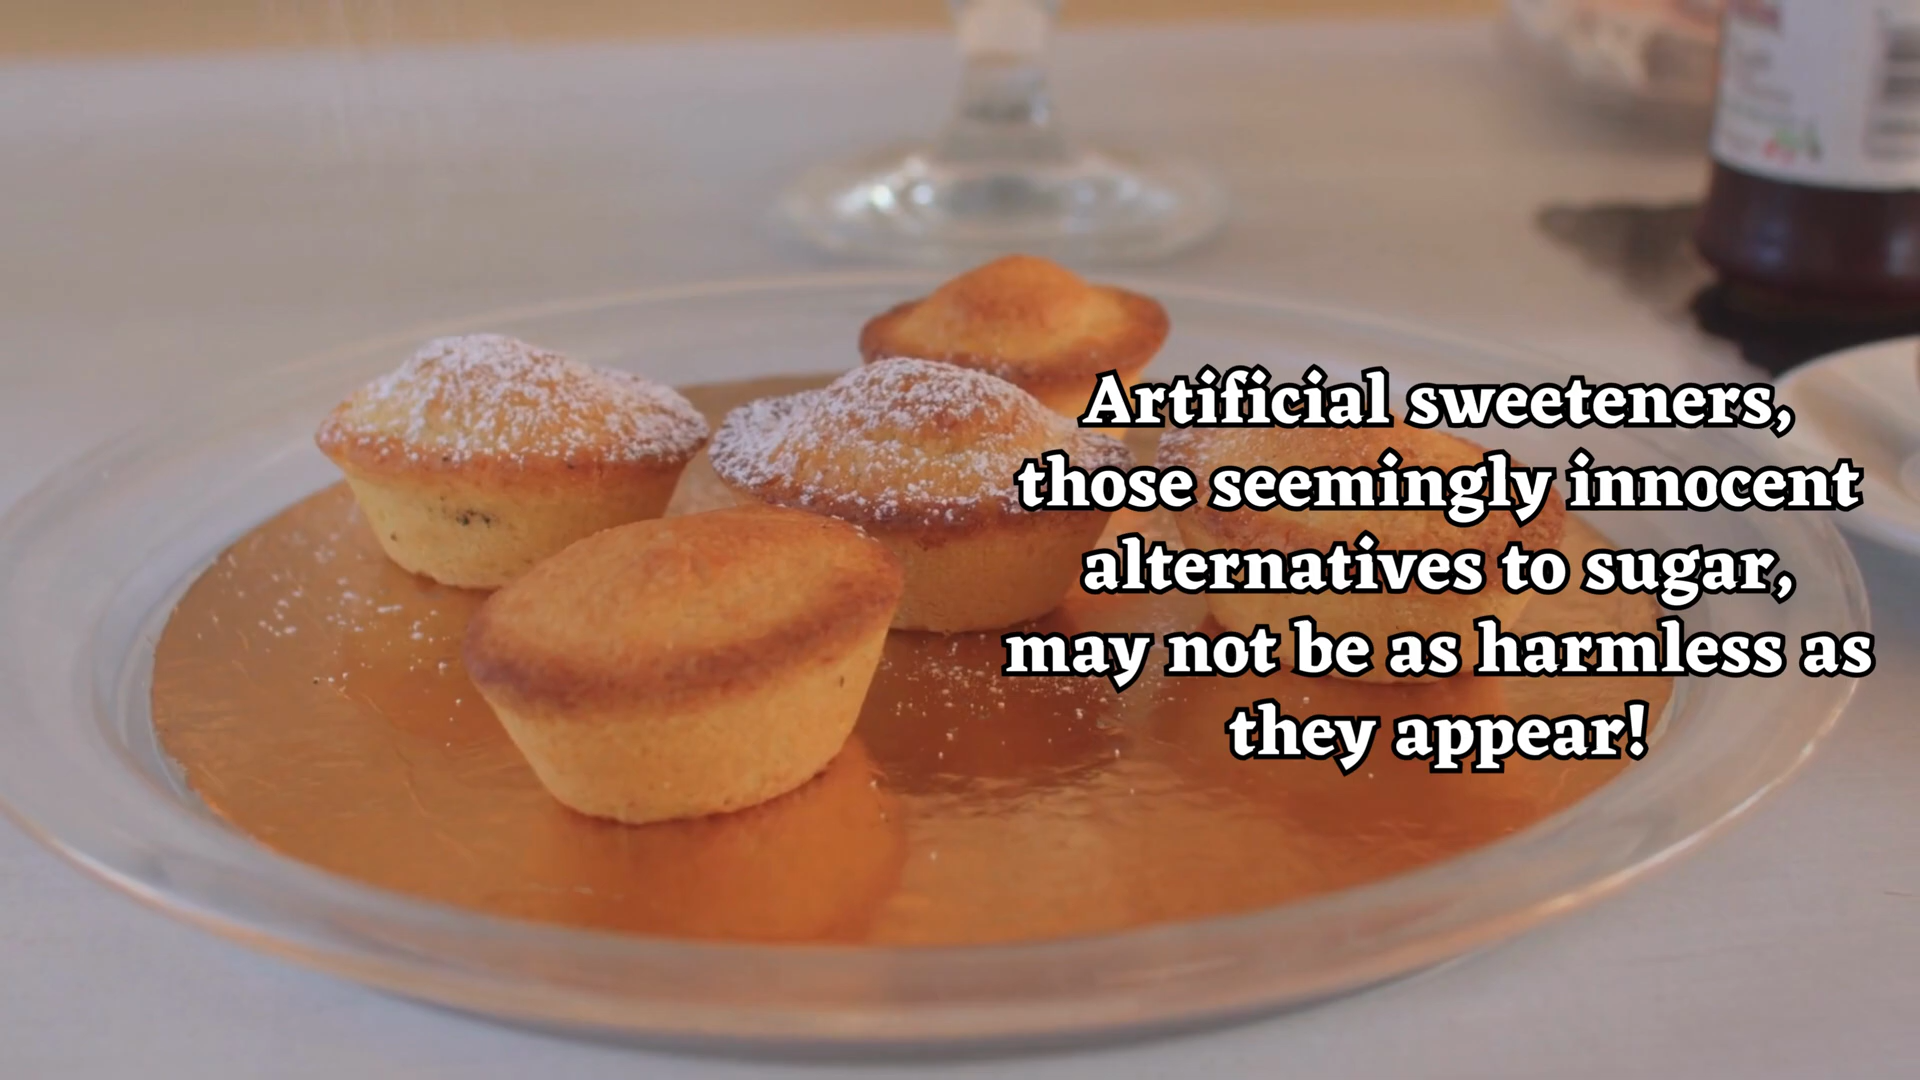 Artificial sweeteners,
those seemingly innocent
alternatives to sugar,
may not be as harmless as
they appear!